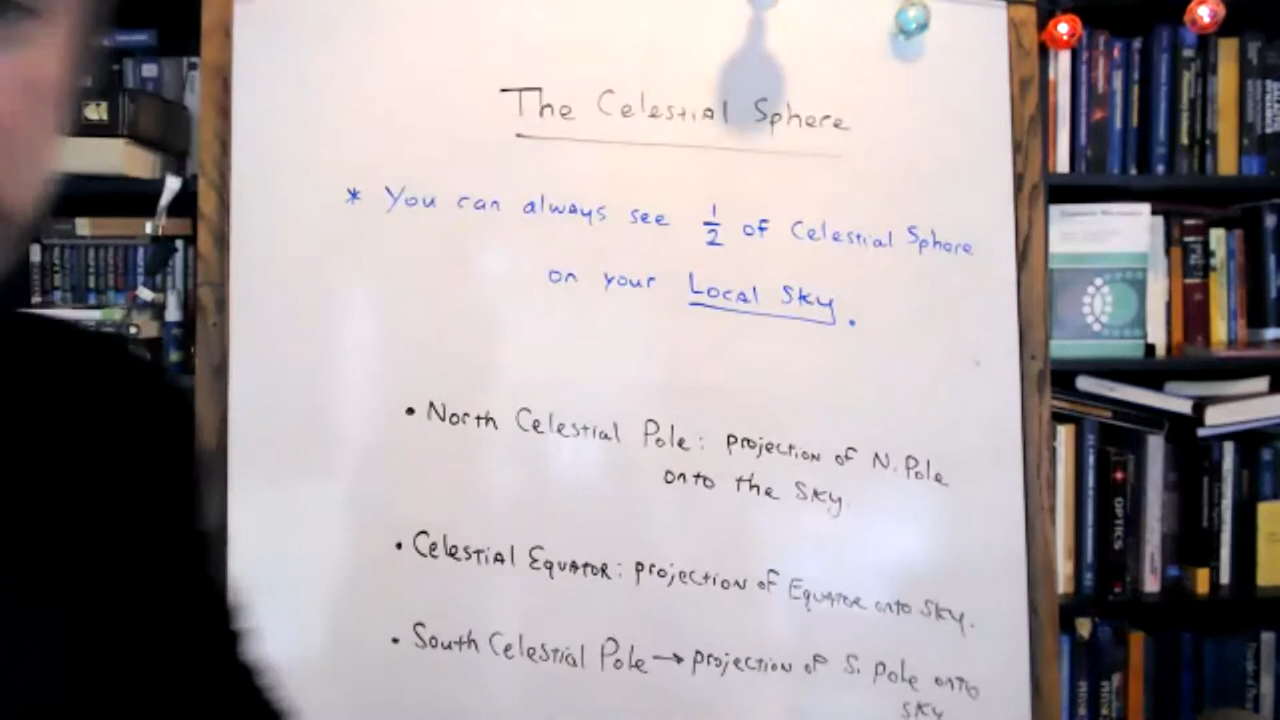 The Celestial Sphere
* You can always see 1/2 of Celestial Sphere
on your Local Sky.
• North Celestial Pole: projection of N. Pole
onto the sky
• Celestial Equator: projection of Equator onto sky.
• South Celestial Pole → projection of S. pole onto
sky
OPTICS